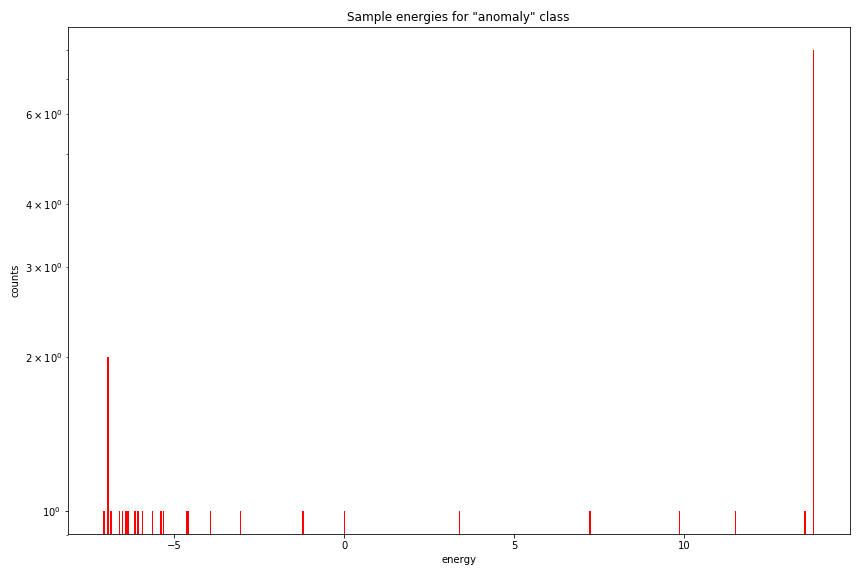 Sample energies for "anomaly" class
6 × 10⁰
4 × 10⁰
3 × 10⁰
2 × 10⁰
10⁰
counts
−5 0 5 10
energy